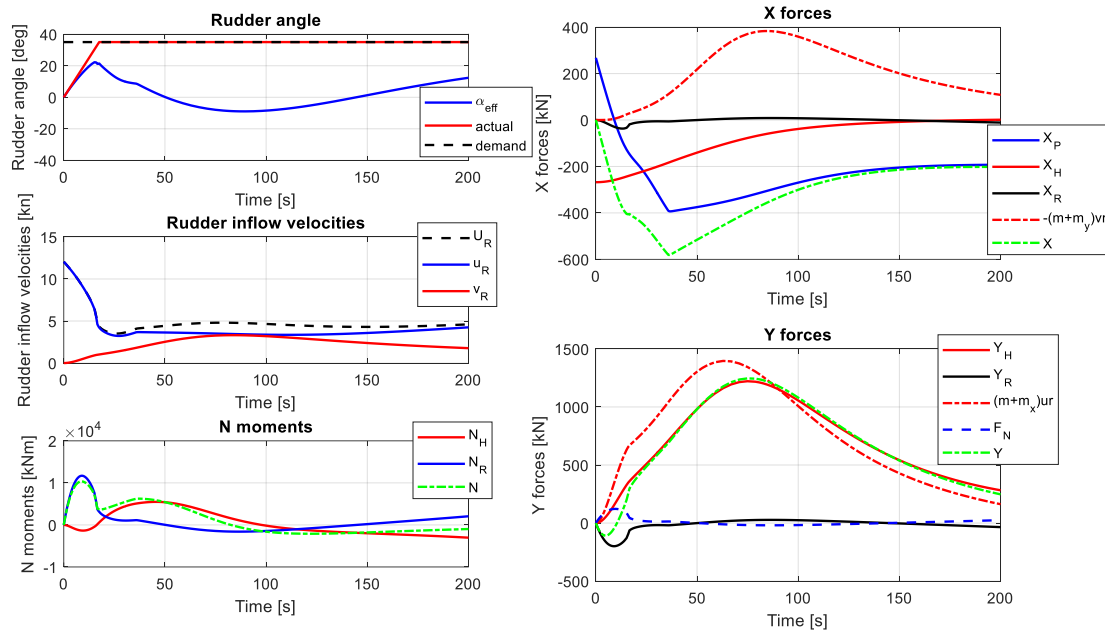 Rudder angle
Rudder angle [deg]
40
20
0
-20
-40
0
50
100
150
200
Time [s]
α_eff
actual
demand
Rudder inflow velocities
Rudder inflow velocities [kn]
15
10
5
0
0
50
100
150
200
Time [s]
U_R
u_R
v_R
N moments
×10^4
N moments [kNm]
2
1
0
-1
0
50
100
150
200
Time [s]
N_H
N_R
N
X forces
X forces [kN]
400
200
0
-200
-400
-600
0
50
100
150
200
Time [s]
X_P
X_H
X_R
-(m+m_y)vr
X
Y forces
Y forces [kN]
1500
1000
500
0
-500
0
50
100
150
200
Time [s]
Y_H
Y_R
(m+m_x)ur
F_N
Y